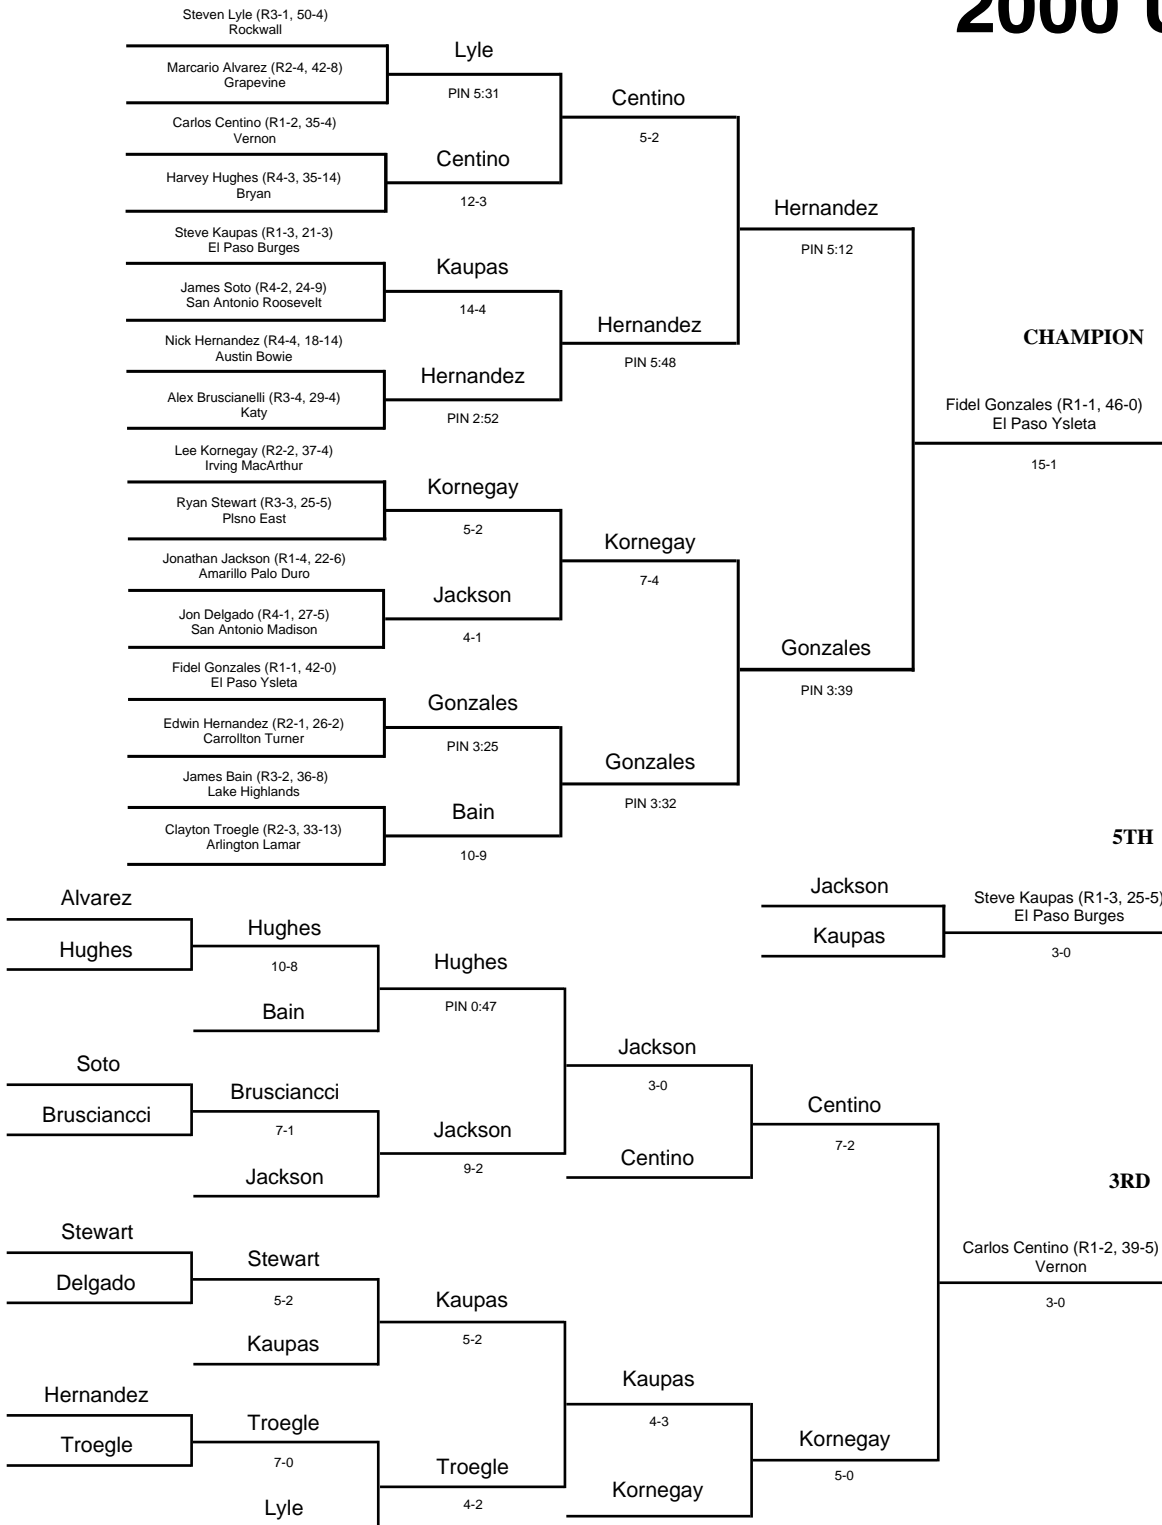 2000 U
Steven Lyle (R3-1, 50-4)
Rockwall
Lyle
Marcario Alvarez (R2-4, 42-8)
Grapevine
PIN 5:31
Centino
Carlos Centino (R1-2, 35-4)
Vernon
5-2
Centino
Harvey Hughes (R4-3, 35-14)
Bryan
12-3
Hernandez
Steve Kaupas (R1-3, 21-3)
El Paso Burges
PIN 5:12
Kaupas
James Soto (R4-2, 24-9)
San Antonio Roosevelt
14-4
Hernandez
CHAMPION
Nick Hernandez (R4-4, 18-14)
Austin Bowie
PIN 5:48
Hernandez
Alex Bruscianelli (R3-4, 29-4)
Katy
Fidel Gonzales (R1-1, 46-0)
El Paso Ysleta
PIN 2:52
Lee Kornegay (R2-2, 37-4)
Irving MacArthur
15-1
Kornegay
Ryan Stewart (R3-3, 25-5)
Plsno East
5-2
Kornegay
Jonathan Jackson (R1-4, 22-6)
Amarillo Palo Duro
7-4
Jackson
Jon Delgado (R4-1, 27-5)
San Antonio Madison
4-1
Gonzales
Fidel Gonzales (R1-1, 42-0)
El Paso Ysleta
PIN 3:39
Gonzales
Edwin Hernandez (R2-1, 26-2)
Carrollton Turner
PIN 3:25
Gonzales
James Bain (R3-2, 36-8)
Lake Highlands
PIN 3:32
Bain
Clayton Troegle (R2-3, 33-13)
Arlington Lamar
10-9
5TH
Jackson
Kaupas
Steve Kaupas (R1-3, 25-5)
El Paso Burges
3-0
Alvarez
Hughes
Hughes
10-8
Bain
Hughes
PIN 0:47
Soto
Brusciancci
Brusciancci
7-1
Jackson
Jackson
9-2
Jackson
3-0
Centino
Centino
7-2
3RD
Stewart
Delgado
Stewart
5-2
Kaupas
Kaupas
5-2
Carlos Centino (R1-2, 39-5)
Vernon
3-0
Hernandez
Troegle
Troegle
7-0
Lyle
Troegle
4-2
Kaupas
4-3
Kornegay
Kornegay
5-0